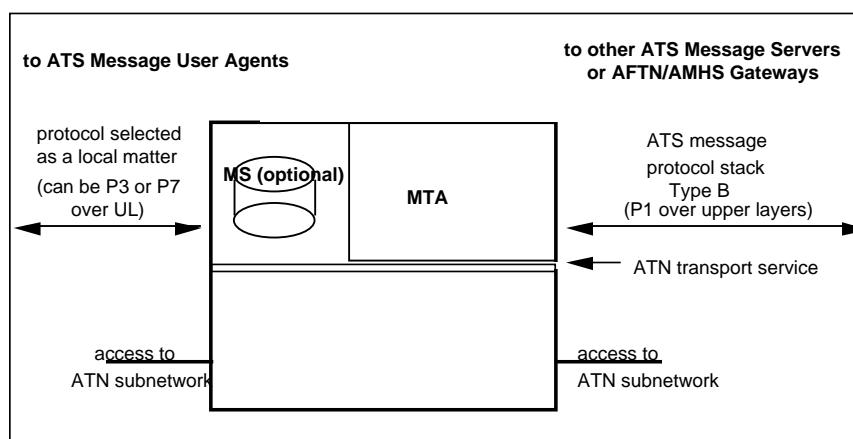 to ATS Message User Agents
to other ATS Message Servers
or AFTN/AMHS Gateways
protocol selected
as a local matter
(can be P3 or P7
over UL)
MS (optional)
MTA
ATS message
protocol stack
Type B
(P1 over upper layers)
ATN transport service
access to
ATN subnetwork
access to
ATN subnetwork